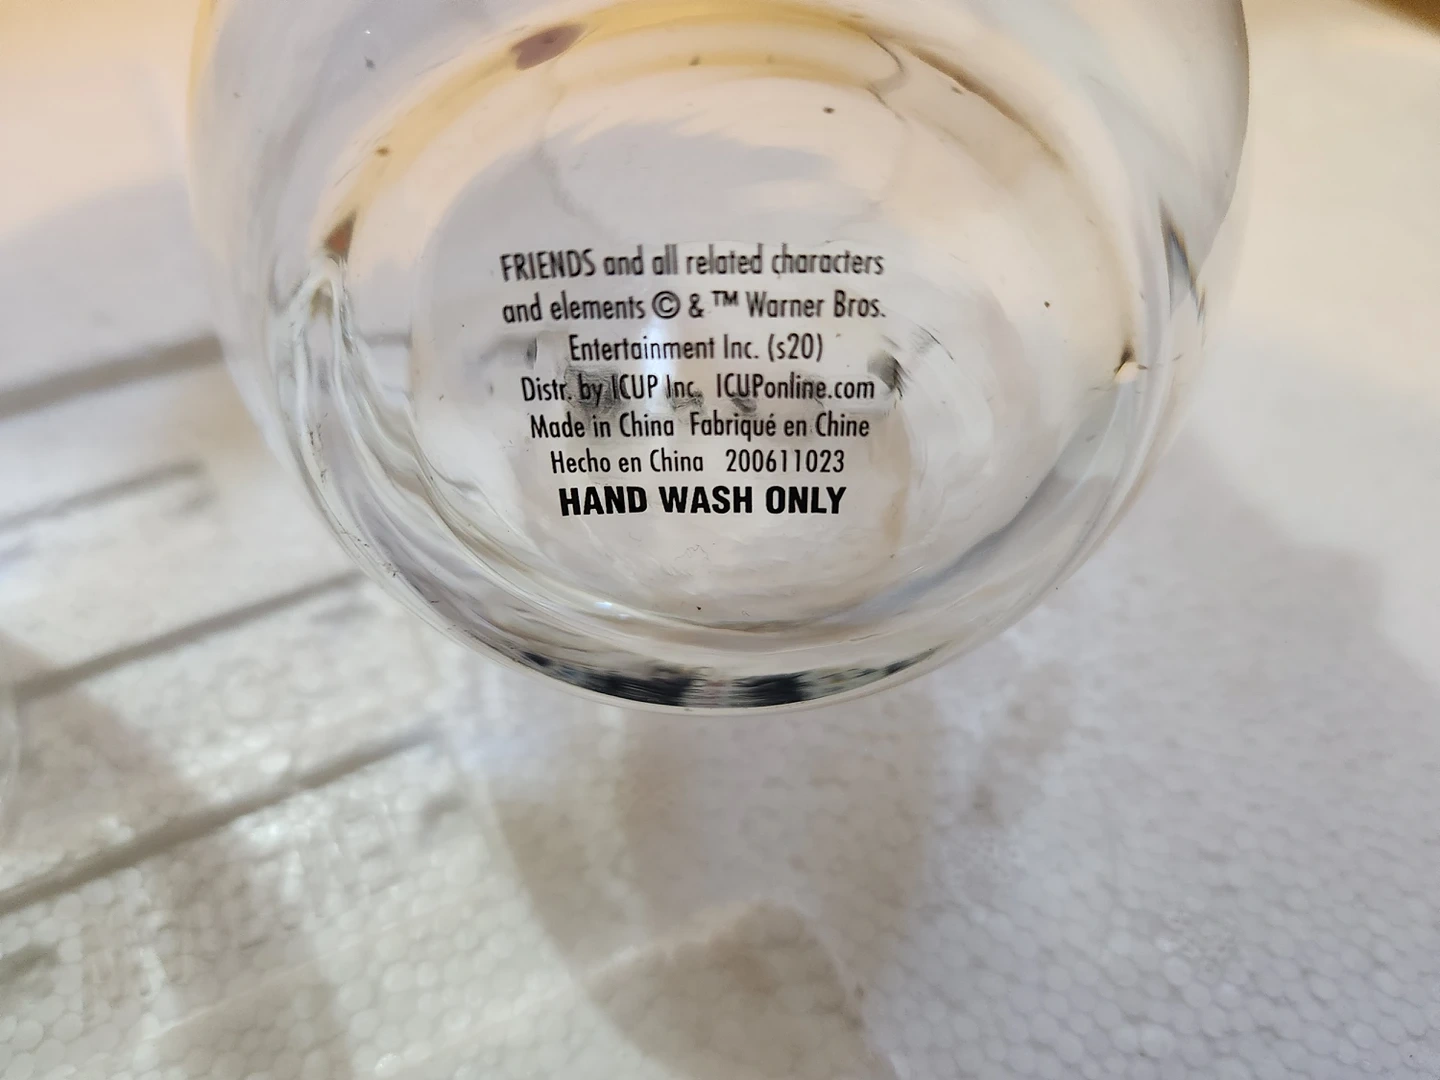 FRIENDS and all related characters
and elements © & ™ Warner Bros.
Entertainment Inc. (s20)
Distr. by ICUP Inc. ICUPonline.com
Made in China Fabriqué en Chine
Hecho en China 200611023
HAND WASH ONLY